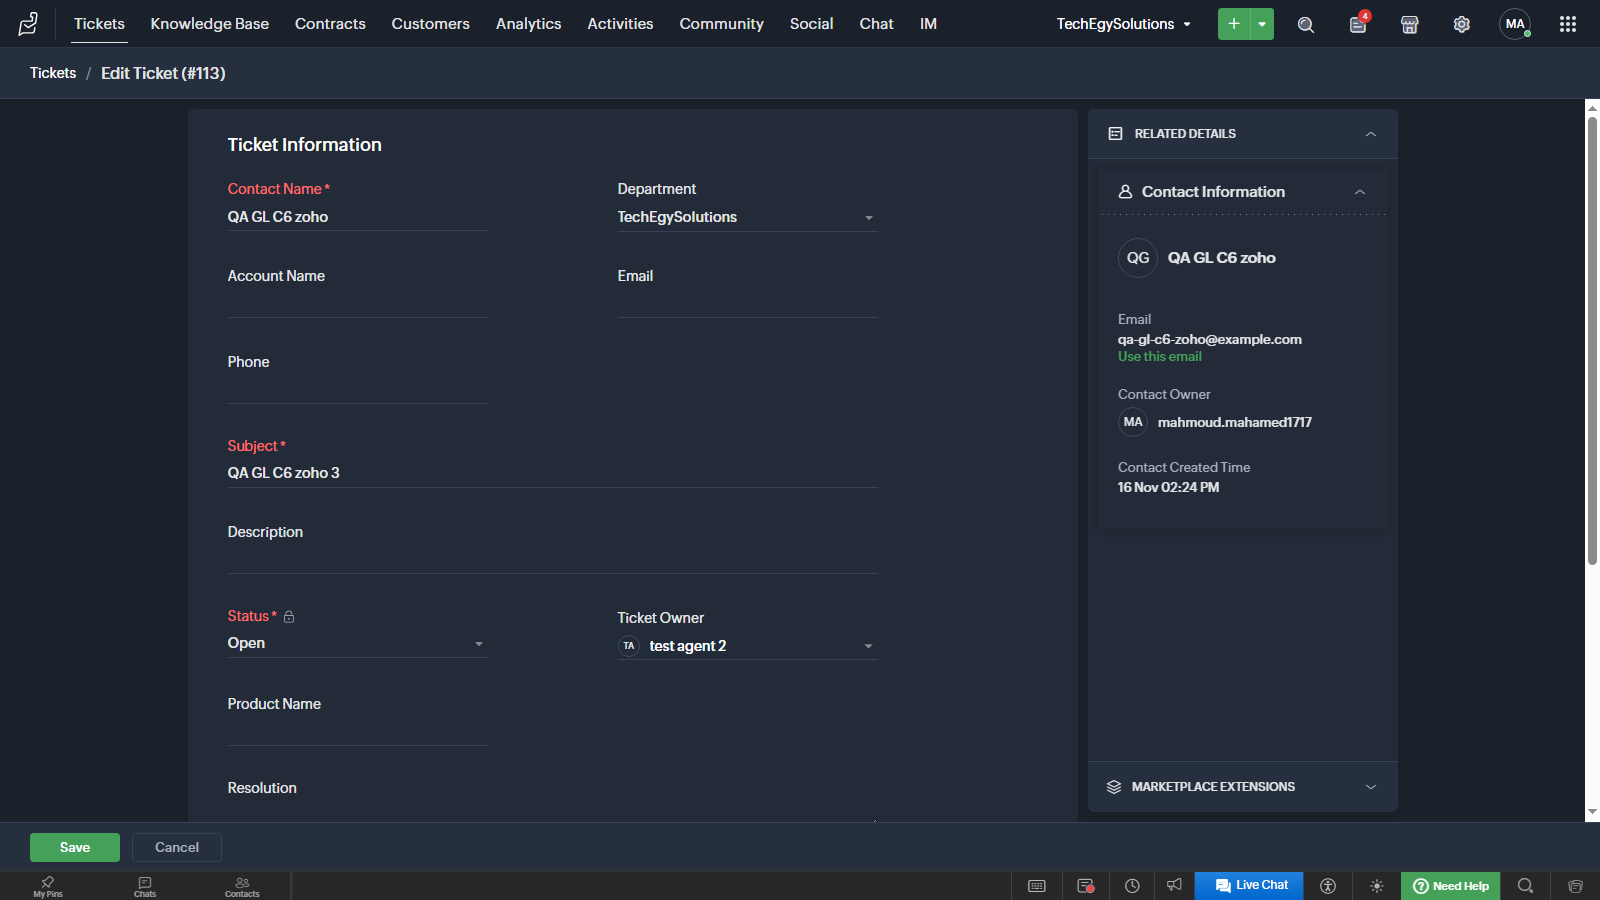 Tickets Knowledge Base Contracts Customers Analytics Activities Community Social Chat IM TechEgySolutions 4 MA
Tickets / Edit Ticket (#113)
Ticket Information
Contact Name *
QA GL C6 zoho
Department
TechEgySolutions
Account Name
Email
Phone
Subject *
QA GL C6 zoho 3
Description
Status *
Open
Ticket Owner
TA test agent 2
Product Name
Resolution
RELATED DETAILS
Contact Information
QG QA GL C6 zoho
Email
qa-gl-c6-zoho@example.com
Use this email
Contact Owner
MA mahmoud.mahamed1717
Contact Created Time
16 Nov 02:24 PM
MARKETPLACE EXTENSIONS
Save Cancel
My Pins Chats Contacts Live Chat Need Help